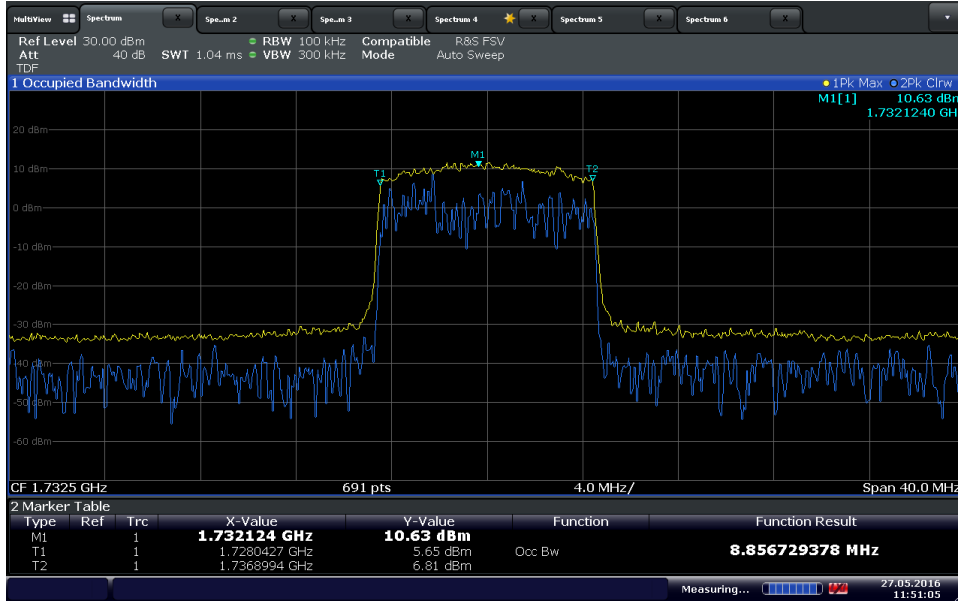 MultiView Spectrum X Spe..m 2 X Spe..m 3 X Spectrum 4 X Spectrum 5 X Spectrum 6 X
Ref Level 30.00 dBm RBW 100 kHz Compatible R&S FSV
Att 40 dB SWT 1.04 ms VBW 300 kHz Mode Auto Sweep
TDF
1 Occupied Bandwidth 1Pk Max 2Pk Clrw
M1[1] 10.63 dBm
1.7321240 GH
20 dBm
M1
10 dBm
T1 T2
0 dBm
-10 dBm
-20 dBm
-30 dBm
-40 dBm
-50 dBm
-60 dBm
CF 1.7325 GHz 691 pts 4.0 MHz/ Span 40.0 MHz
2 Marker Table
Type Ref Trc X-Value Y-Value Function Function Result
M1 1 1.732124 GHz 10.63 dBm
T1 1 1.7280427 GHz 5.65 dBm Occ Bw 8.856729378 MHz
T2 1 1.7368994 GHz 6.81 dBm
Measuring... 27.05.2016
11:51:05